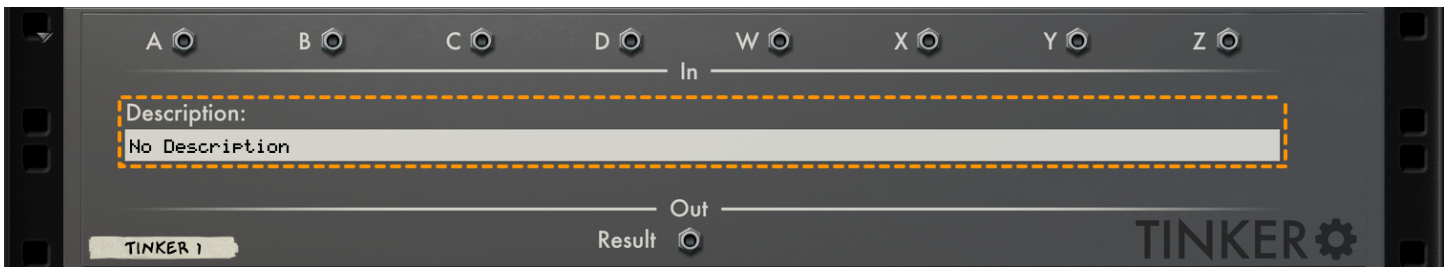 A B C D W X Y Z
In
Description:
No Description
Out
Result
TINKER
TINKER 1